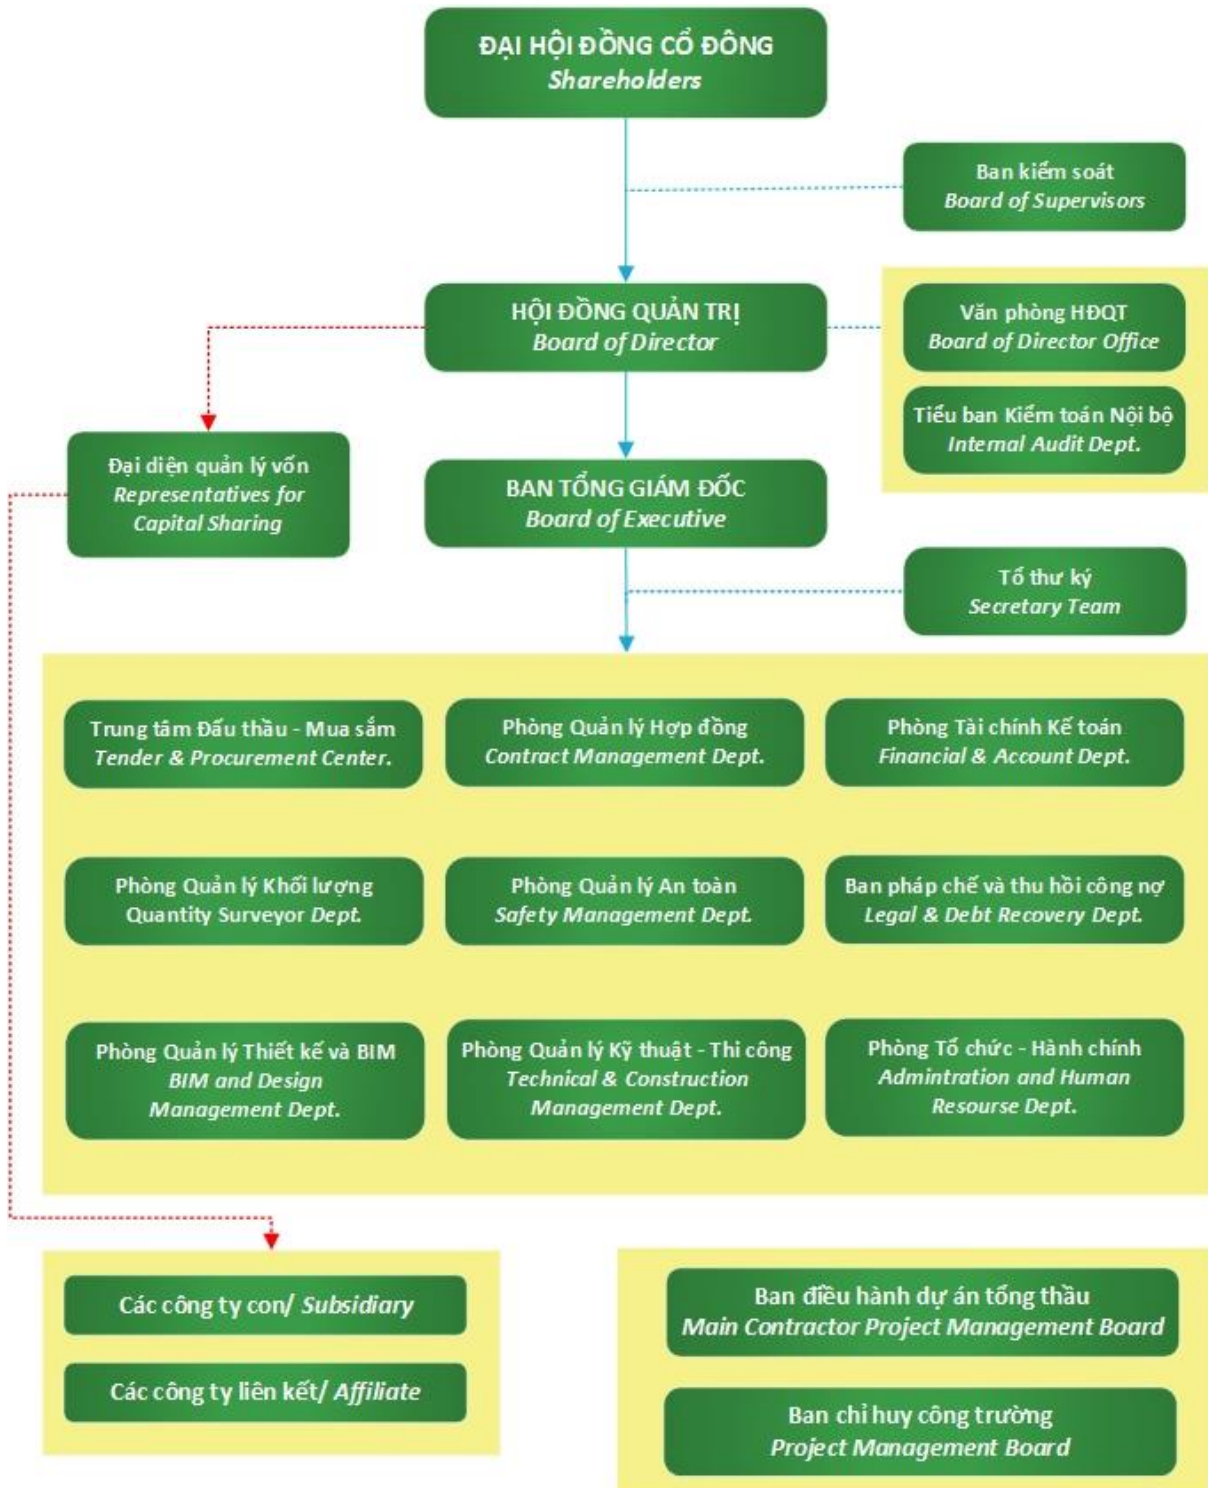 ĐẠI HỘI ĐỒNG CỔ ĐÔNG
Shareholders
Ban kiểm soát
Board of Supervisors
HỘI ĐỒNG QUẢN TRỊ
Board of Director
Văn phòng HĐQT
Board of Director Office
Tiểu ban Kiểm toán Nội bộ
Internal Audit Dept.
Đại diện quản lý vốn
Representatives for
Capital Sharing
BAN TỔNG GIÁM ĐỐC
Board of Executive
Tổ thư ký
Secretary Team
Trung tâm Đấu thầu - Mua sắm
Tender & Procurement Center.
Phòng Quản lý Hợp đồng
Contract Management Dept.
Phòng Tài chính Kế toán
Financial & Account Dept.
Phòng Quản lý Khối lượng
Quantity Surveyor Dept.
Phòng Quản lý An toàn
Safety Management Dept.
Ban pháp chế và thu hồi công nợ
Legal & Debt Recovery Dept.
Phòng Quản lý Thiết kế và BIM
BIM and Design
Management Dept.
Phòng Quản lý Kỹ thuật - Thi công
Technical & Construction
Management Dept.
Phòng Tổ chức - Hành chính
Admintration and Human
Resourse Dept.
Các công ty con/ Subsidiary
Các công ty liên kết/ Affiliate
Ban điều hành dự án tổng thầu
Main Contractor Project Management Board
Ban chỉ huy công trường
Project Management Board